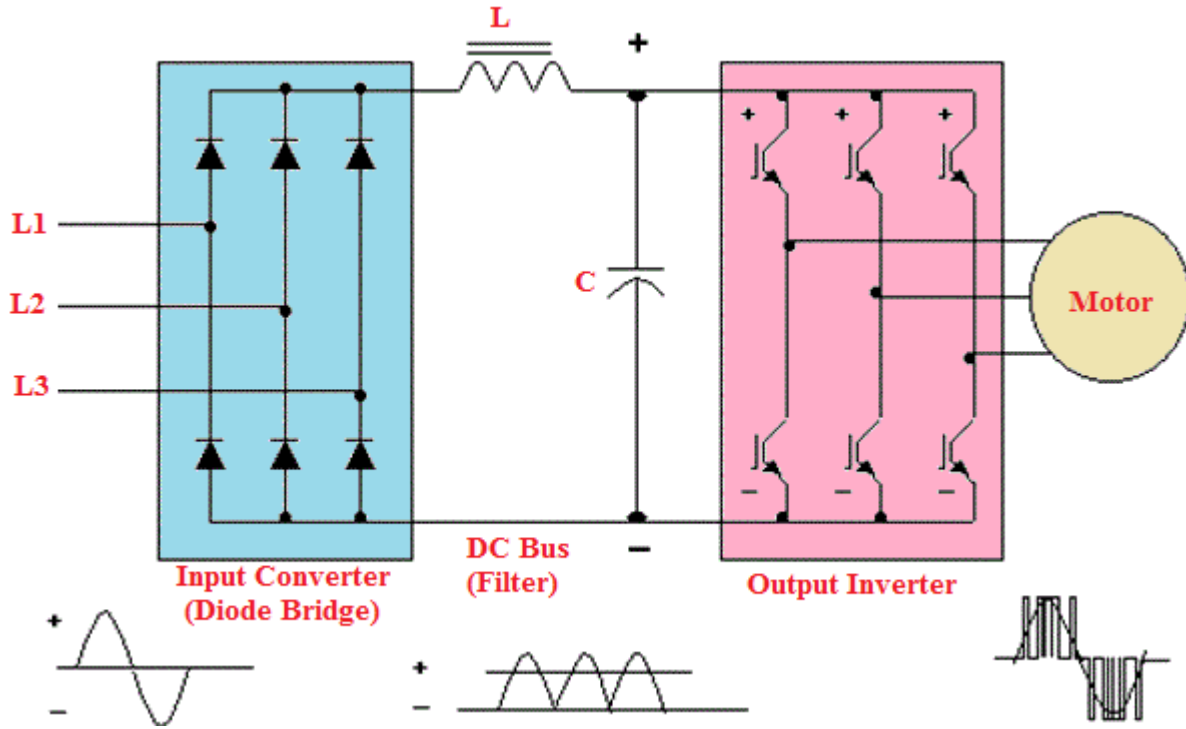 L
+
+ + +
L1
L2
C
Motor
L3
− − −
DC Bus
(Filter)
−
Input Converter
(Diode Bridge)
Output Inverter
+
−
+
−